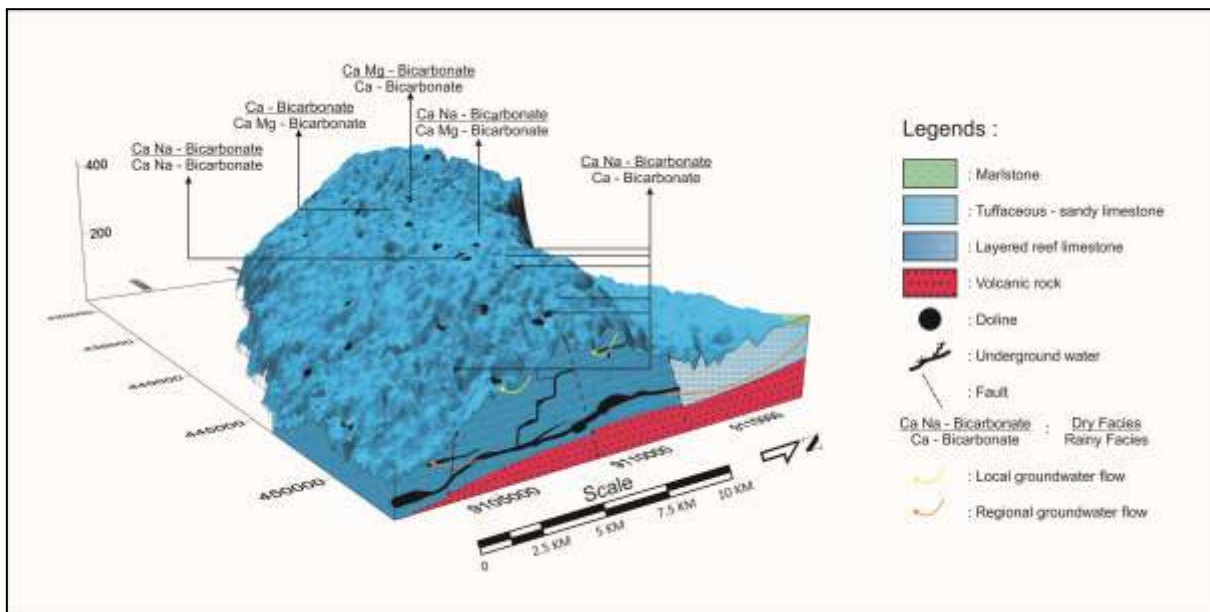 Ca Mg - Bicarbonate
Ca - Bicarbonate
Ca - Bicarbonate
Ca Mg - Bicarbonate
Ca Na - Bicarbonate
Ca Mg - Bicarbonate
Ca Na - Bicarbonate
Ca Na - Bicarbonate
Ca Na - Bicarbonate
Ca - Bicarbonate
400
200
445000
450000
9105000
9110000
Scale
0
2.5 KM
5 KM
7.5 KM
10 KM
Legends :
: Marlstone
: Tuffaceous - sandy limestone
: Layered reef limestone
: Volcanic rock
: Doline
: Underground water
: Fault
Ca Na - Bicarbonate : Dry Facies
Ca - Bicarbonate Rainy Facies
: Local groundwater flow
: Regional groundwater flow